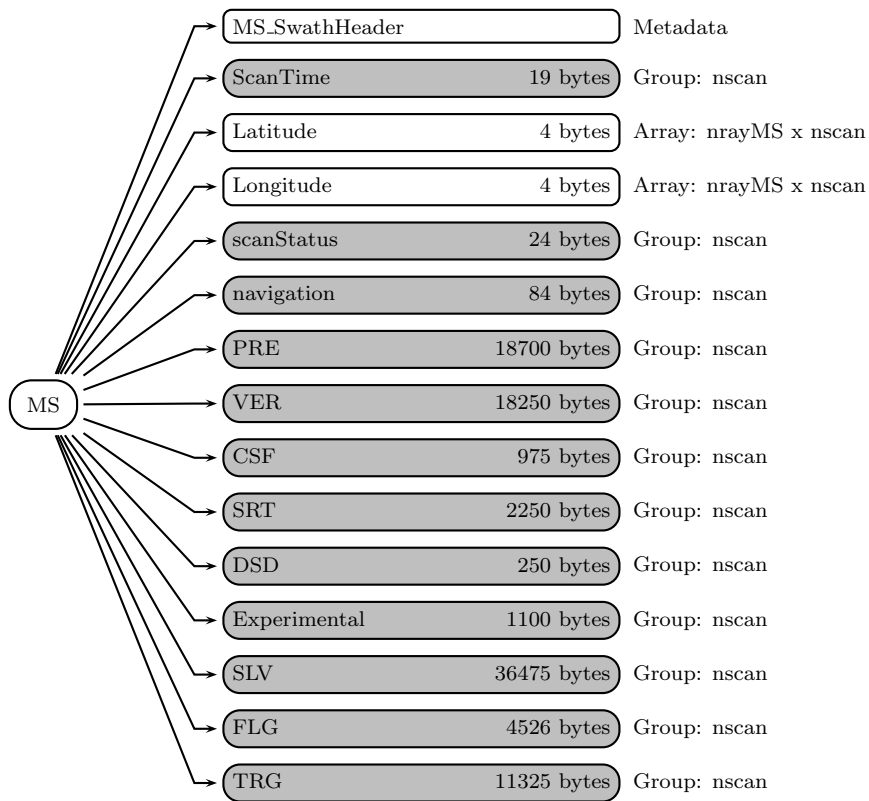 MS_SwathHeader Metadata
ScanTime 19 bytes Group: nscan
Latitude 4 bytes Array: nrayMS x nscan
Longitude 4 bytes Array: nrayMS x nscan
scanStatus 24 bytes Group: nscan
navigation 84 bytes Group: nscan
PRE 18700 bytes Group: nscan
MS
VER 18250 bytes Group: nscan
CSF 975 bytes Group: nscan
SRT 2250 bytes Group: nscan
DSD 250 bytes Group: nscan
Experimental 1100 bytes Group: nscan
SLV 36475 bytes Group: nscan
FLG 4526 bytes Group: nscan
TRG 11325 bytes Group: nscan